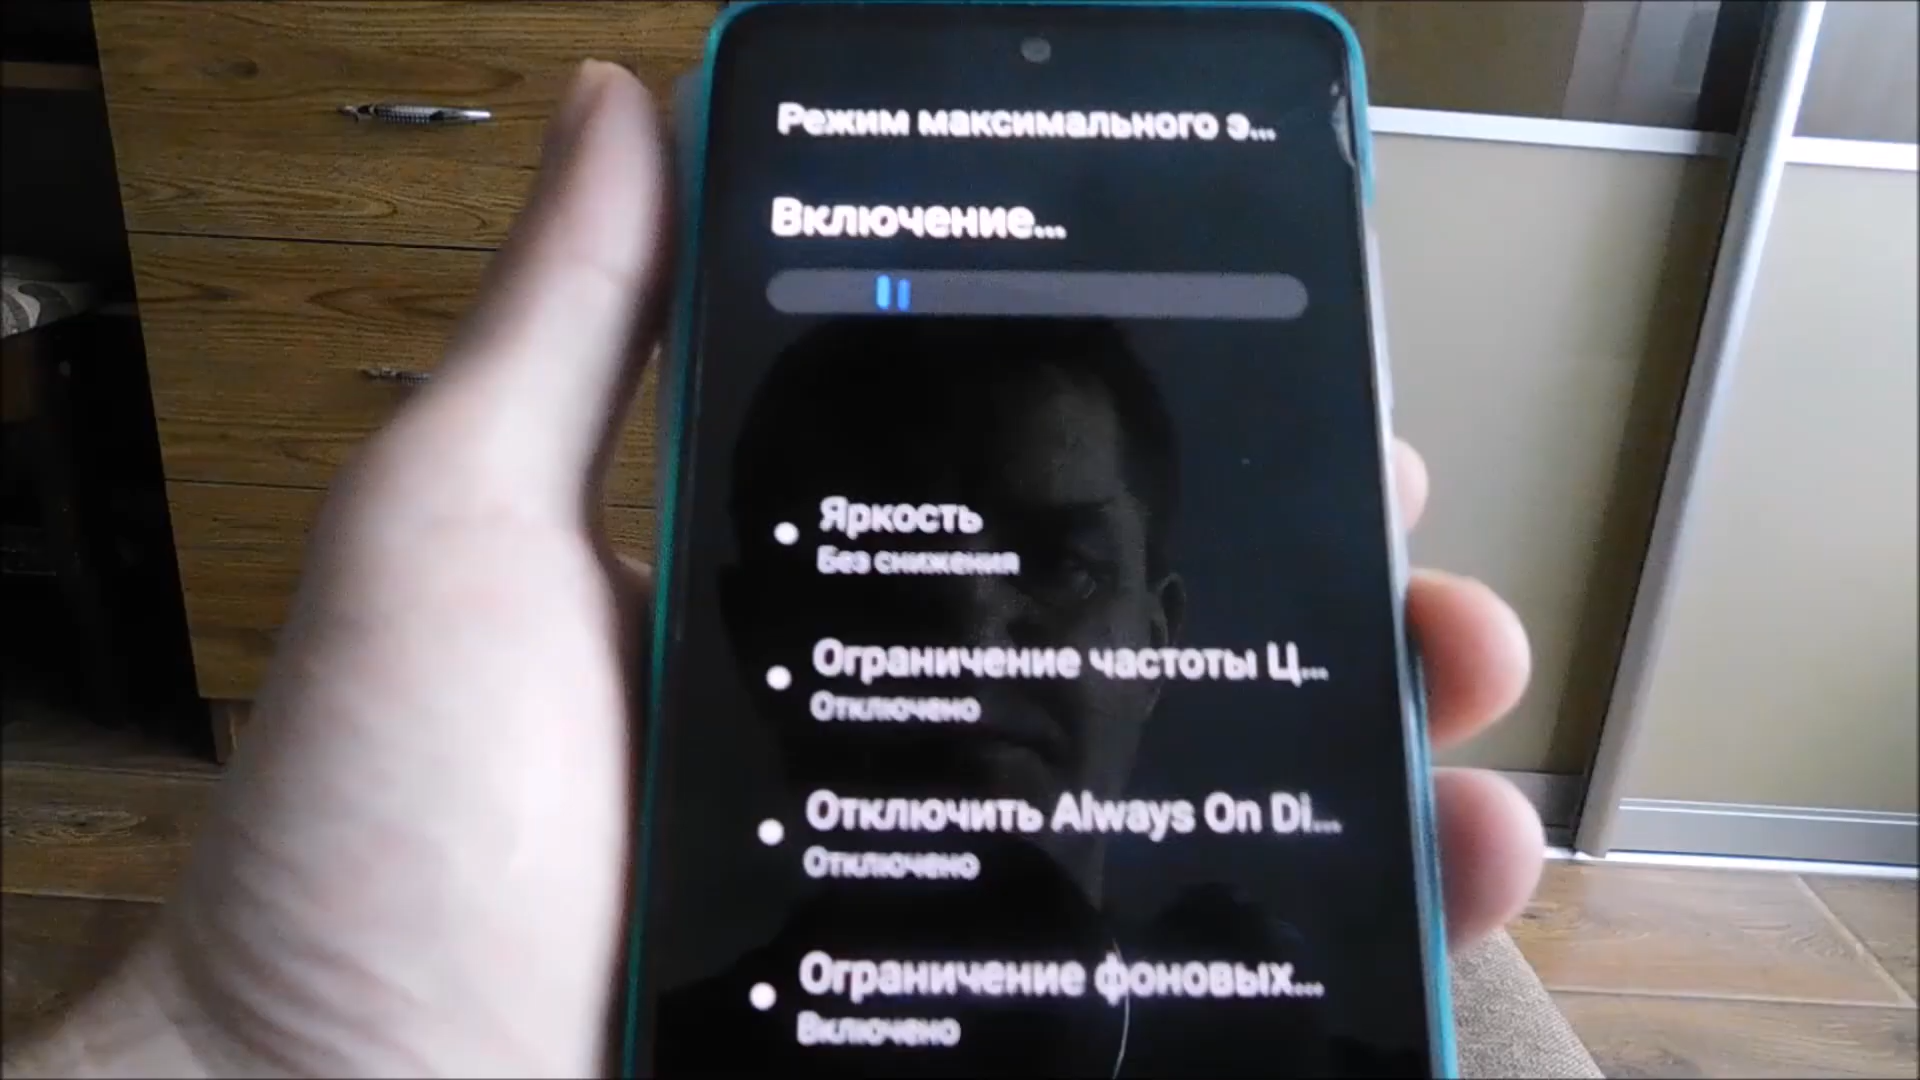 Режим максимального э...
Включение...
Яркость
Без снижения
Ограничение частоты Ц...
Отключено
Отключить Always On Di...
Отключено
Ограничение фоновых...
Включено